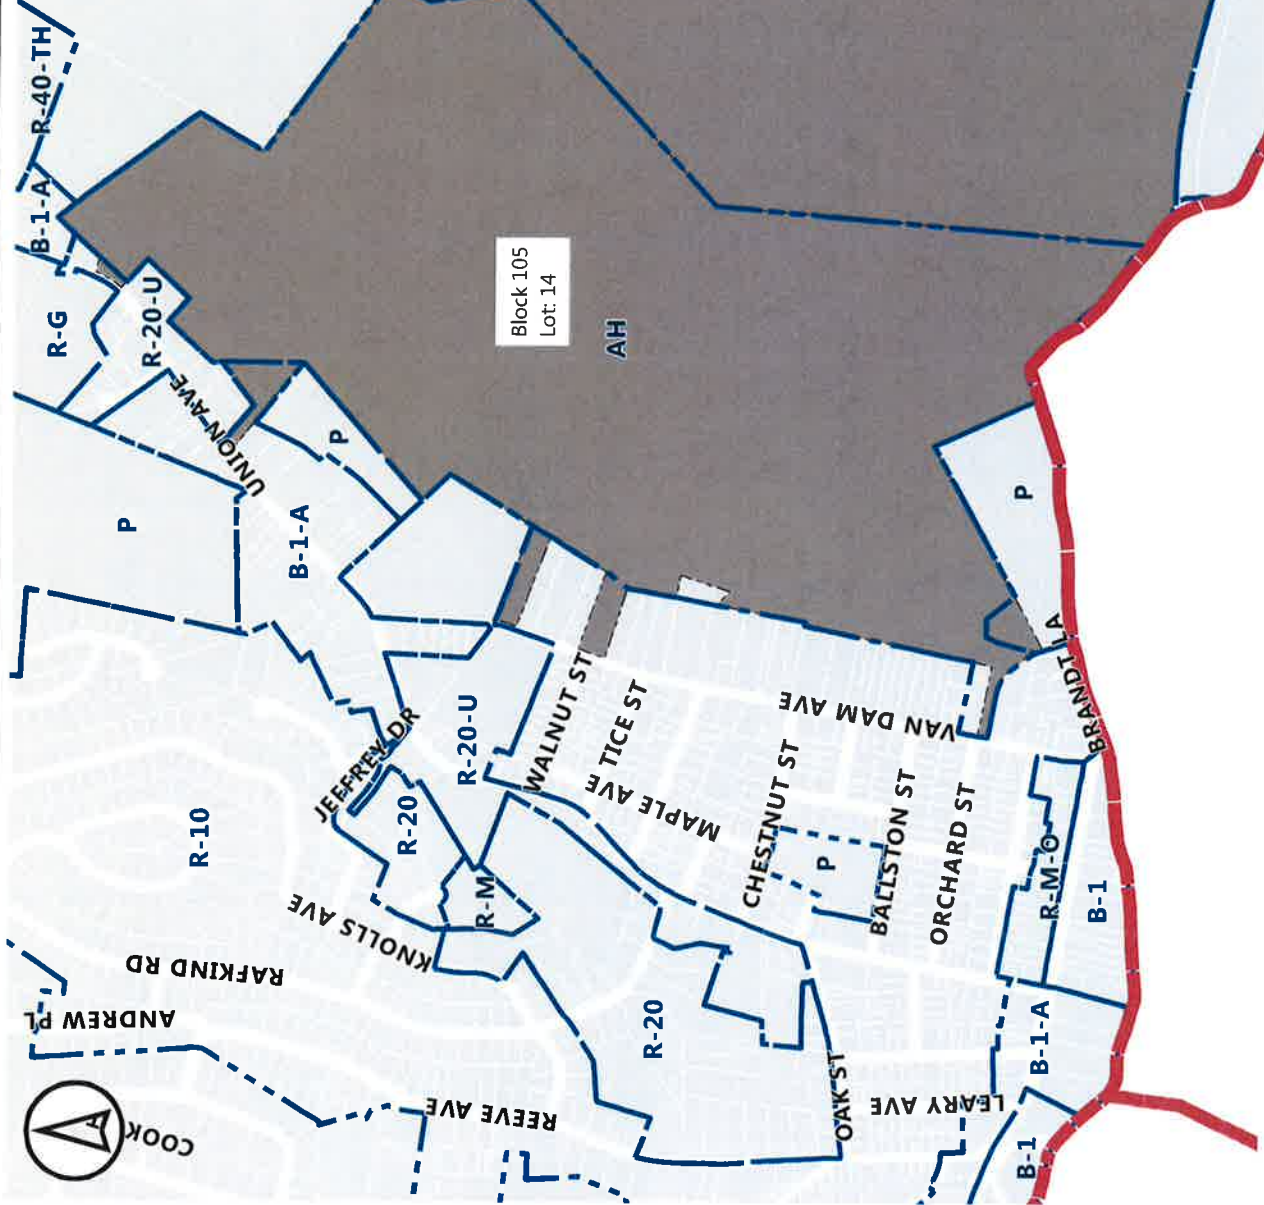 R-40-TH
B-1-A
R-G
R-20-U
UNION AVE
P
P
B-1-A
Block 105
Lot: 14
AH
P
R-10
JEFFREY DR
R-20
R-20-U
R-M
KNOLLS AVE
RAFKIND RD
ANDREW PL
COOK
REEVE AVE
WALNUT ST
TICE ST
MAPLE AVE
VAN DAM AVE
CHESTNUT ST
P
BALLSTON ST
ORCHARD ST
BRANDT LA
R-M-O
B-1
R-20
OAK ST
LEARY AVE
B-1-A
B-1